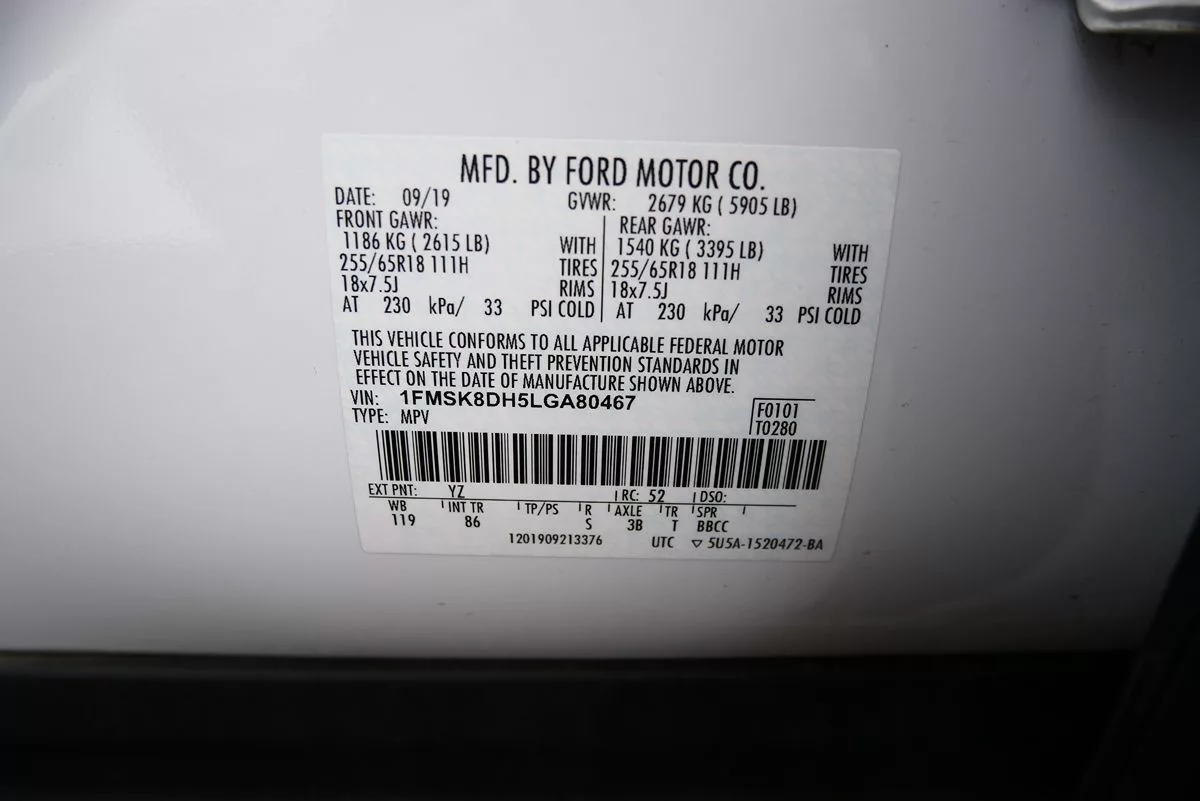 MFD. BY FORD MOTOR CO.
DATE: 09/19 GVWR: 2679 KG ( 5905 LB)
FRONT GAWR: REAR GAWR:
1186 KG ( 2615 LB) WITH 1540 KG ( 3395 LB) WITH
255/65R18 111H TIRES 255/65R18 111H TIRES
18x7.5J RIMS 18x7.5J RIMS
AT 230 kPa/ 33 PSI COLD AT 230 kPa/ 33 PSI COLD
THIS VEHICLE CONFORMS TO ALL APPLICABLE FEDERAL MOTOR
VEHICLE SAFETY AND THEFT PREVENTION STANDARDS IN
EFFECT ON THE DATE OF MANUFACTURE SHOWN ABOVE.
VIN: 1FMSK8DH5LGA80467
TYPE: MPV
F0101
T0280
EXT PNT: YZ RC: 52 DSO:
WB INT TR TP/PS R AXLE TR SPR
119 86 S 3B T BBCC
1201909213376 UTC ▽ 5U5A-1520472-BA